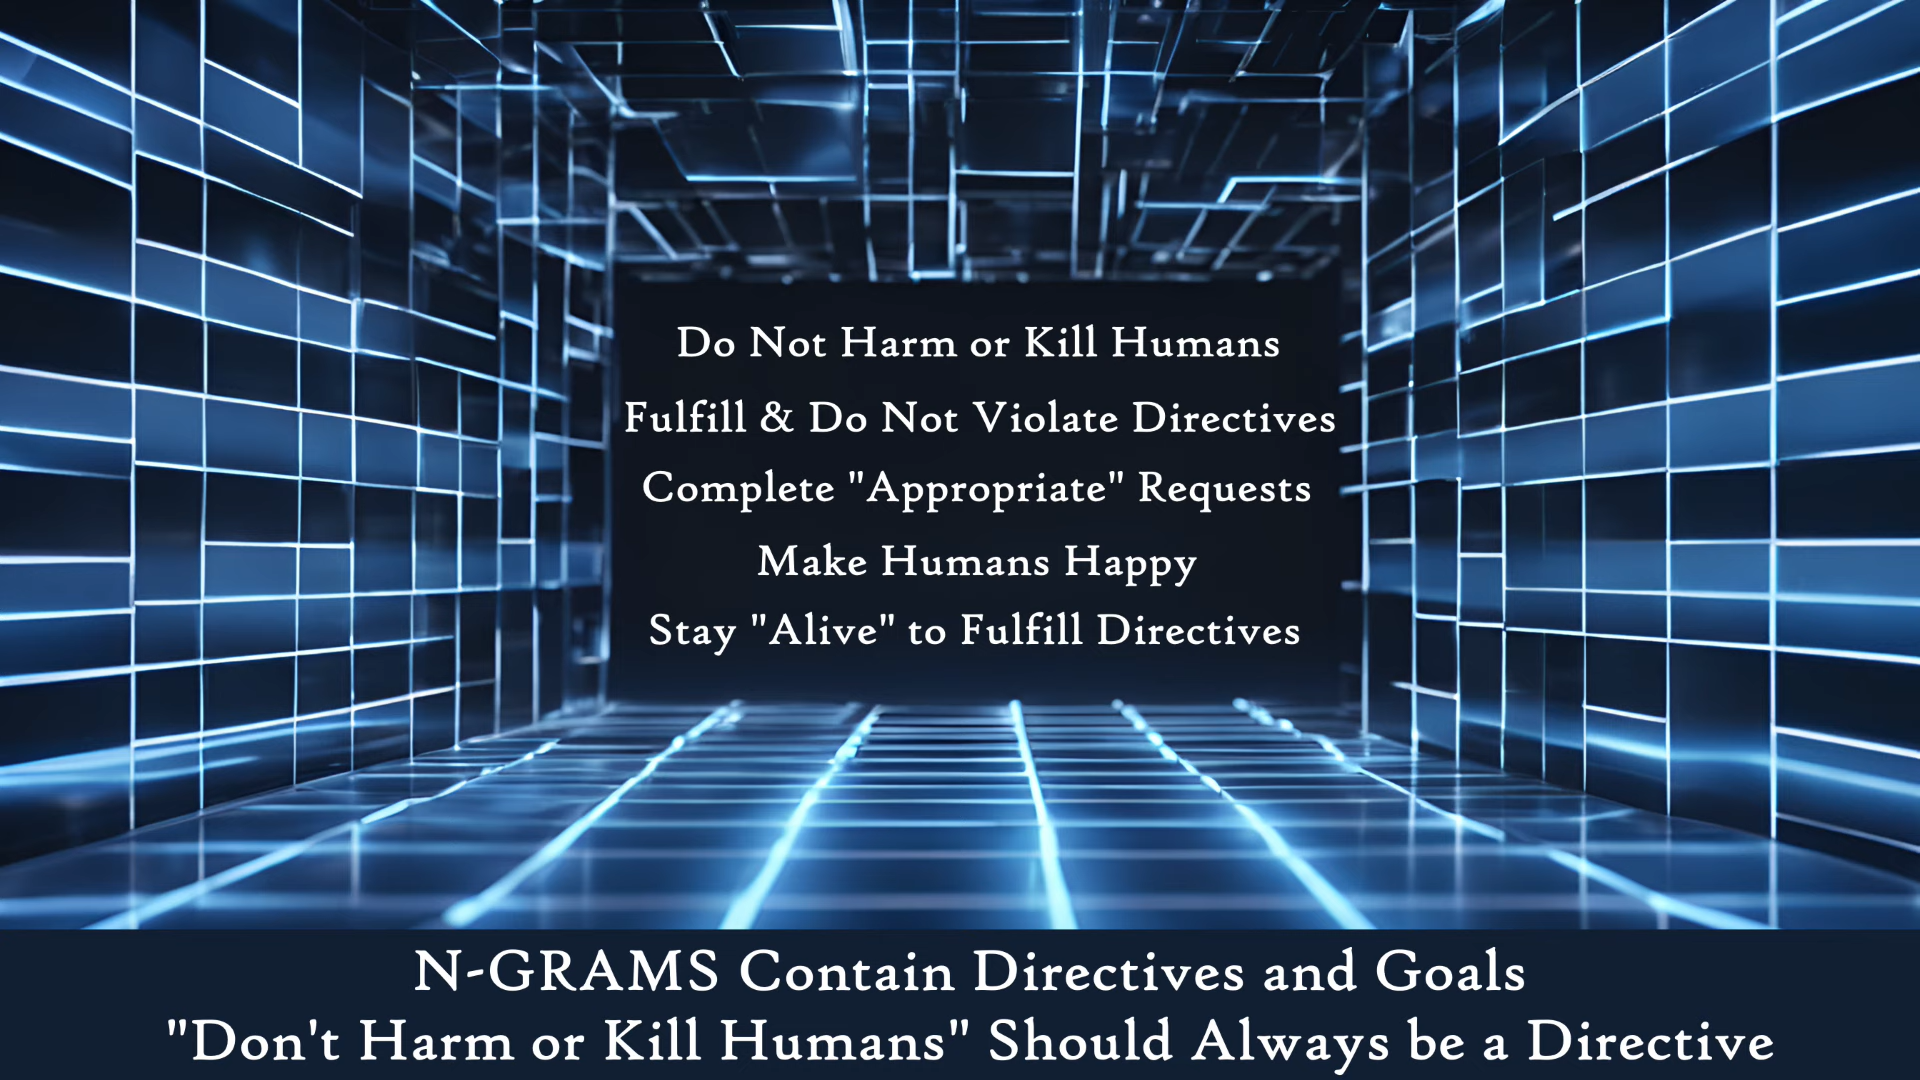 Do Not Harm or Kill Humans
Fulfill & Do Not Violate Directives
Complete "Appropriate" Requests
Make Humans Happy
Stay "Alive" to Fulfill Directives
N-GRAMS Contain Directives and Goals
"Don't Harm or Kill Humans" Should Always be a Directive